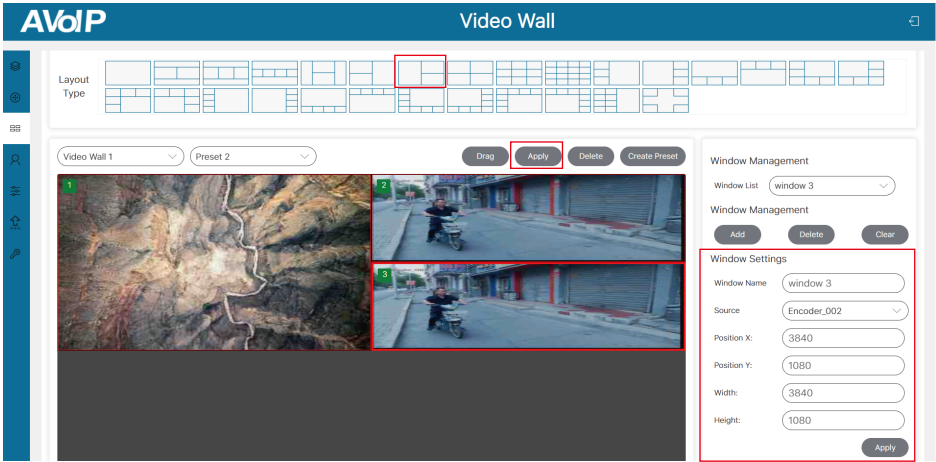 AVoIP
Video Wall
Layout
Type
Video Wall 1
Preset 2
Drag
Apply
Delete
Create Preset
1
2
3
Window Management
Window List
window 3
Window Management
Add
Delete
Clear
Window Settings
Window Name
window 3
Source
Encoder_002
Position X:
3840
Position Y:
1080
Width:
3840
Height:
1080
Apply